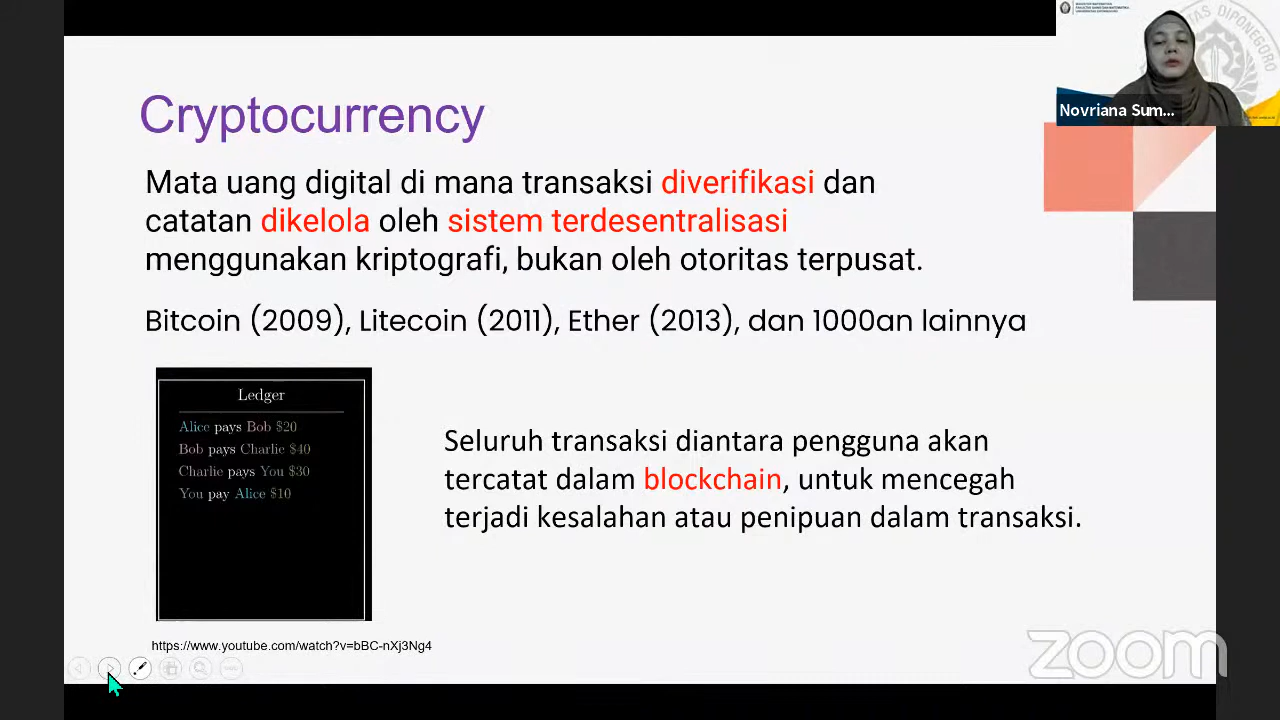 Novriana Sum...
Cryptocurrency
Mata uang digital di mana transaksi diverifikasi dan
catatan dikelola oleh sistem terdesentralisasi
menggunakan kriptografi, bukan oleh otoritas terpusat.
Bitcoin (2009), Litecoin (2011), Ether (2013), dan 1000an lainnya
Ledger
Alice pays Bob $20
Bob pays Charlie $40
Charlie pays You $30
You pay Alice $10
Seluruh transaksi diantara pengguna akan
tercatat dalam blockchain, untuk mencegah
terjadi kesalahan atau penipuan dalam transaksi.
https://www.youtube.com/watch?v=bBC-nXj3Ng4
zoom